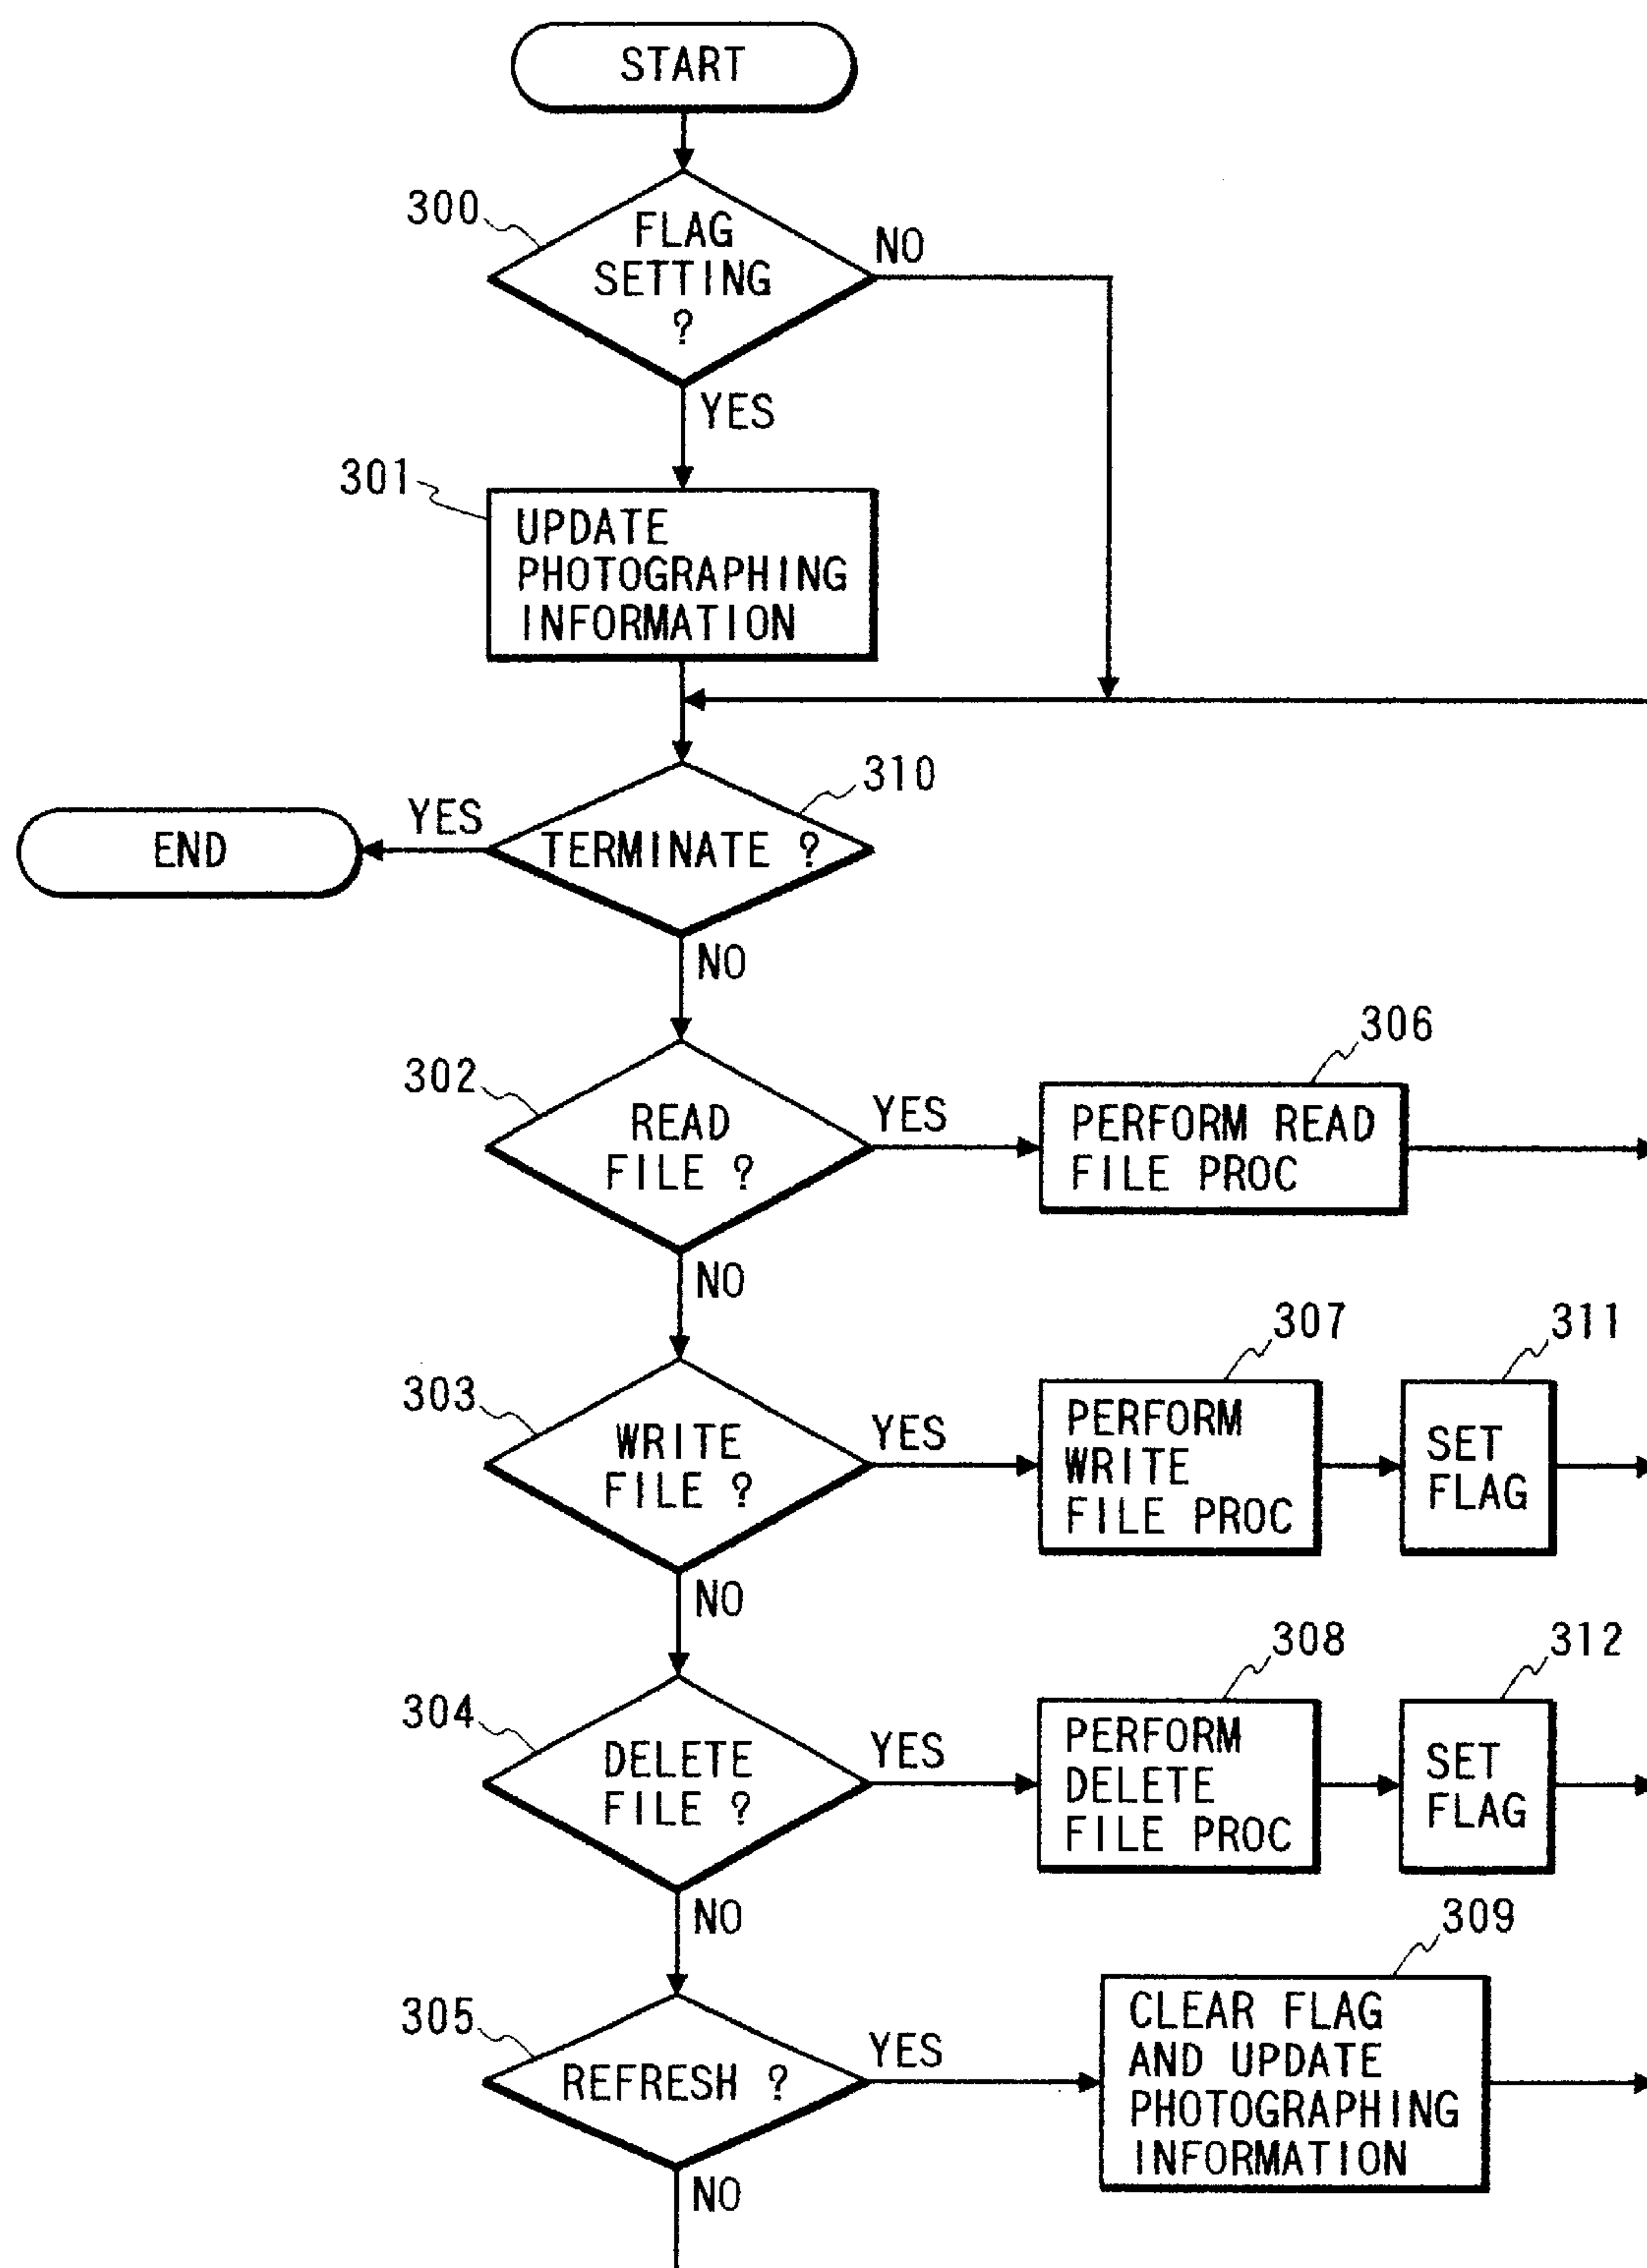 START
300
FLAG
SETTING
?
NO
YES
301
UPDATE
PHOTOGRAPHING
INFORMATION
310
TERMINATE ?
YES
END
NO
302
READ
FILE ?
YES
306
PERFORM READ
FILE PROC
NO
303
WRITE
FILE ?
YES
307
PERFORM
WRITE
FILE PROC
311
SET
FLAG
NO
304
DELETE
FILE ?
YES
308
PERFORM
DELETE
FILE PROC
312
SET
FLAG
NO
305
REFRESH ?
YES
309
CLEAR FLAG
AND UPDATE
PHOTOGRAPHING
INFORMATION
NO